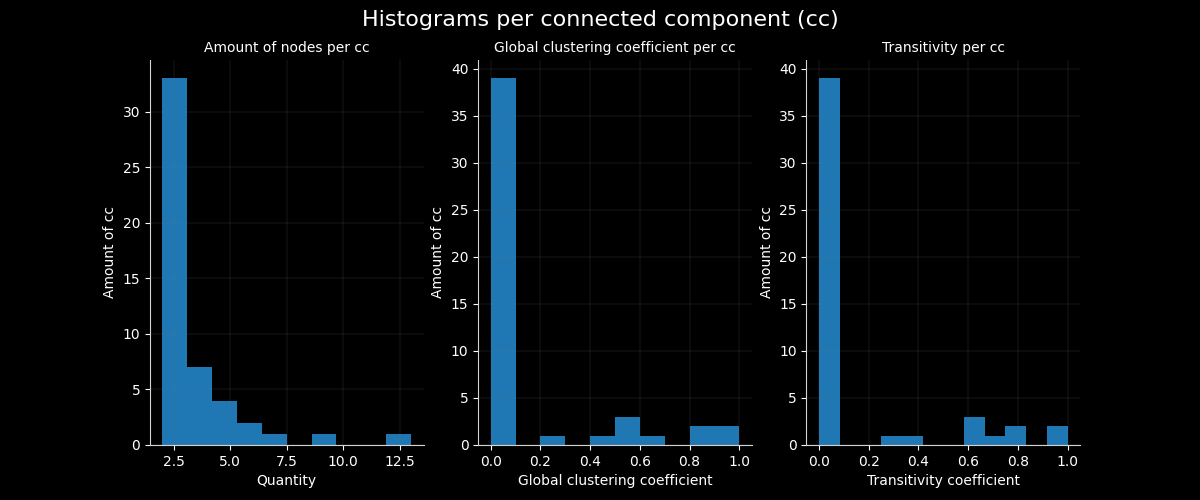 Histograms per connected component (cc)
Amount of nodes per cc
Global clustering coefficient per cc
Transitivity per cc
Amount of cc
30
25
20
15
10
5
0
2.5 5.0 7.5 10.0 12.5
Quantity
Amount of cc
40
35
30
25
20
15
10
5
0
0.0 0.2 0.4 0.6 0.8 1.0
Global clustering coefficient
Amount of cc
40
35
30
25
20
15
10
5
0
0.0 0.2 0.4 0.6 0.8 1.0
Transitivity coefficient